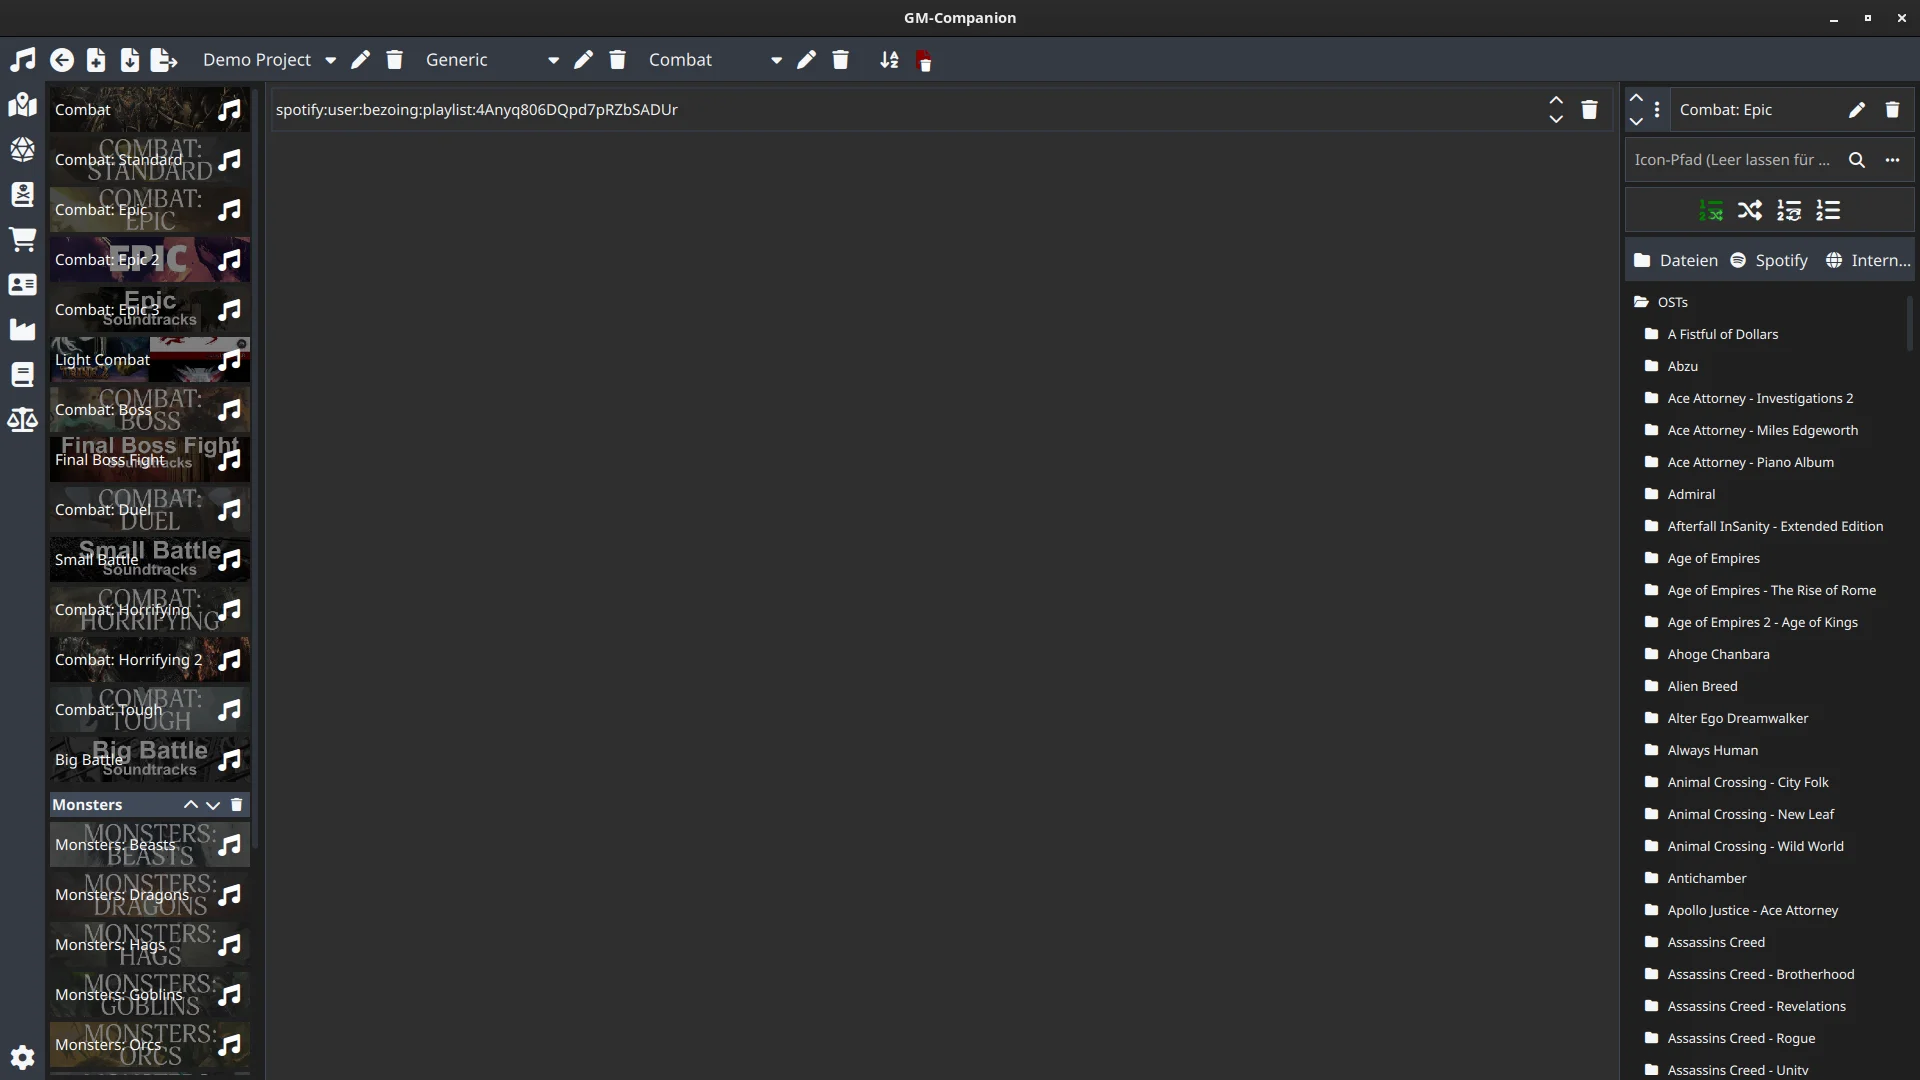 GM-Companion
Demo Project
Generic
Combat
Combat
COMBAT: STANDARD
Combat: Standard
COMBAT: EPIC
Combat: Epic
EPIC
Combat: Epic 2
Epic Soundtracks
Combat: Epic 3
Light Combat
COMBAT: BOSS
Combat: Boss
Final Boss Fight Soundtracks
Final Boss Fight
COMBAT: DUEL
Combat: Duel
Small Battle Soundtracks
Small Battle
COMBAT: HORRIFYING
Combat: Horrifying
Combat: Horrifying 2
COMBAT: TOUGH
Combat: Tough
Big Battle Soundtracks
Big Battle
Monsters
MONSTERS: BEASTS
Monsters: Beasts
MONSTERS: DRAGONS
Monsters: Dragons
MONSTERS: HAGS
Monsters: Hags
MONSTERS: GOBLINS
Monsters: Goblins
MONSTERS: ORCS
Monsters: Orcs
spotify:user:bezoing:playlist:4Anyq806DQpd7pRZbSADUr
Combat: Epic
Icon-Pfad (Leer lassen für ...
Dateien
Spotify
Intern...
OSTs
A Fistful of Dollars
Abzu
Ace Attorney - Investigations 2
Ace Attorney - Miles Edgeworth
Ace Attorney - Piano Album
Admiral
Afterfall InSanity - Extended Edition
Age of Empires
Age of Empires - The Rise of Rome
Age of Empires 2 - Age of Kings
Ahoge Chanbara
Alien Breed
Alter Ego Dreamwalker
Always Human
Animal Crossing - City Folk
Animal Crossing - New Leaf
Animal Crossing - Wild World
Antichamber
Apollo Justice - Ace Attorney
Assassins Creed
Assassins Creed - Brotherhood
Assassins Creed - Revelations
Assassins Creed - Rogue
Assassins Creed - Unity